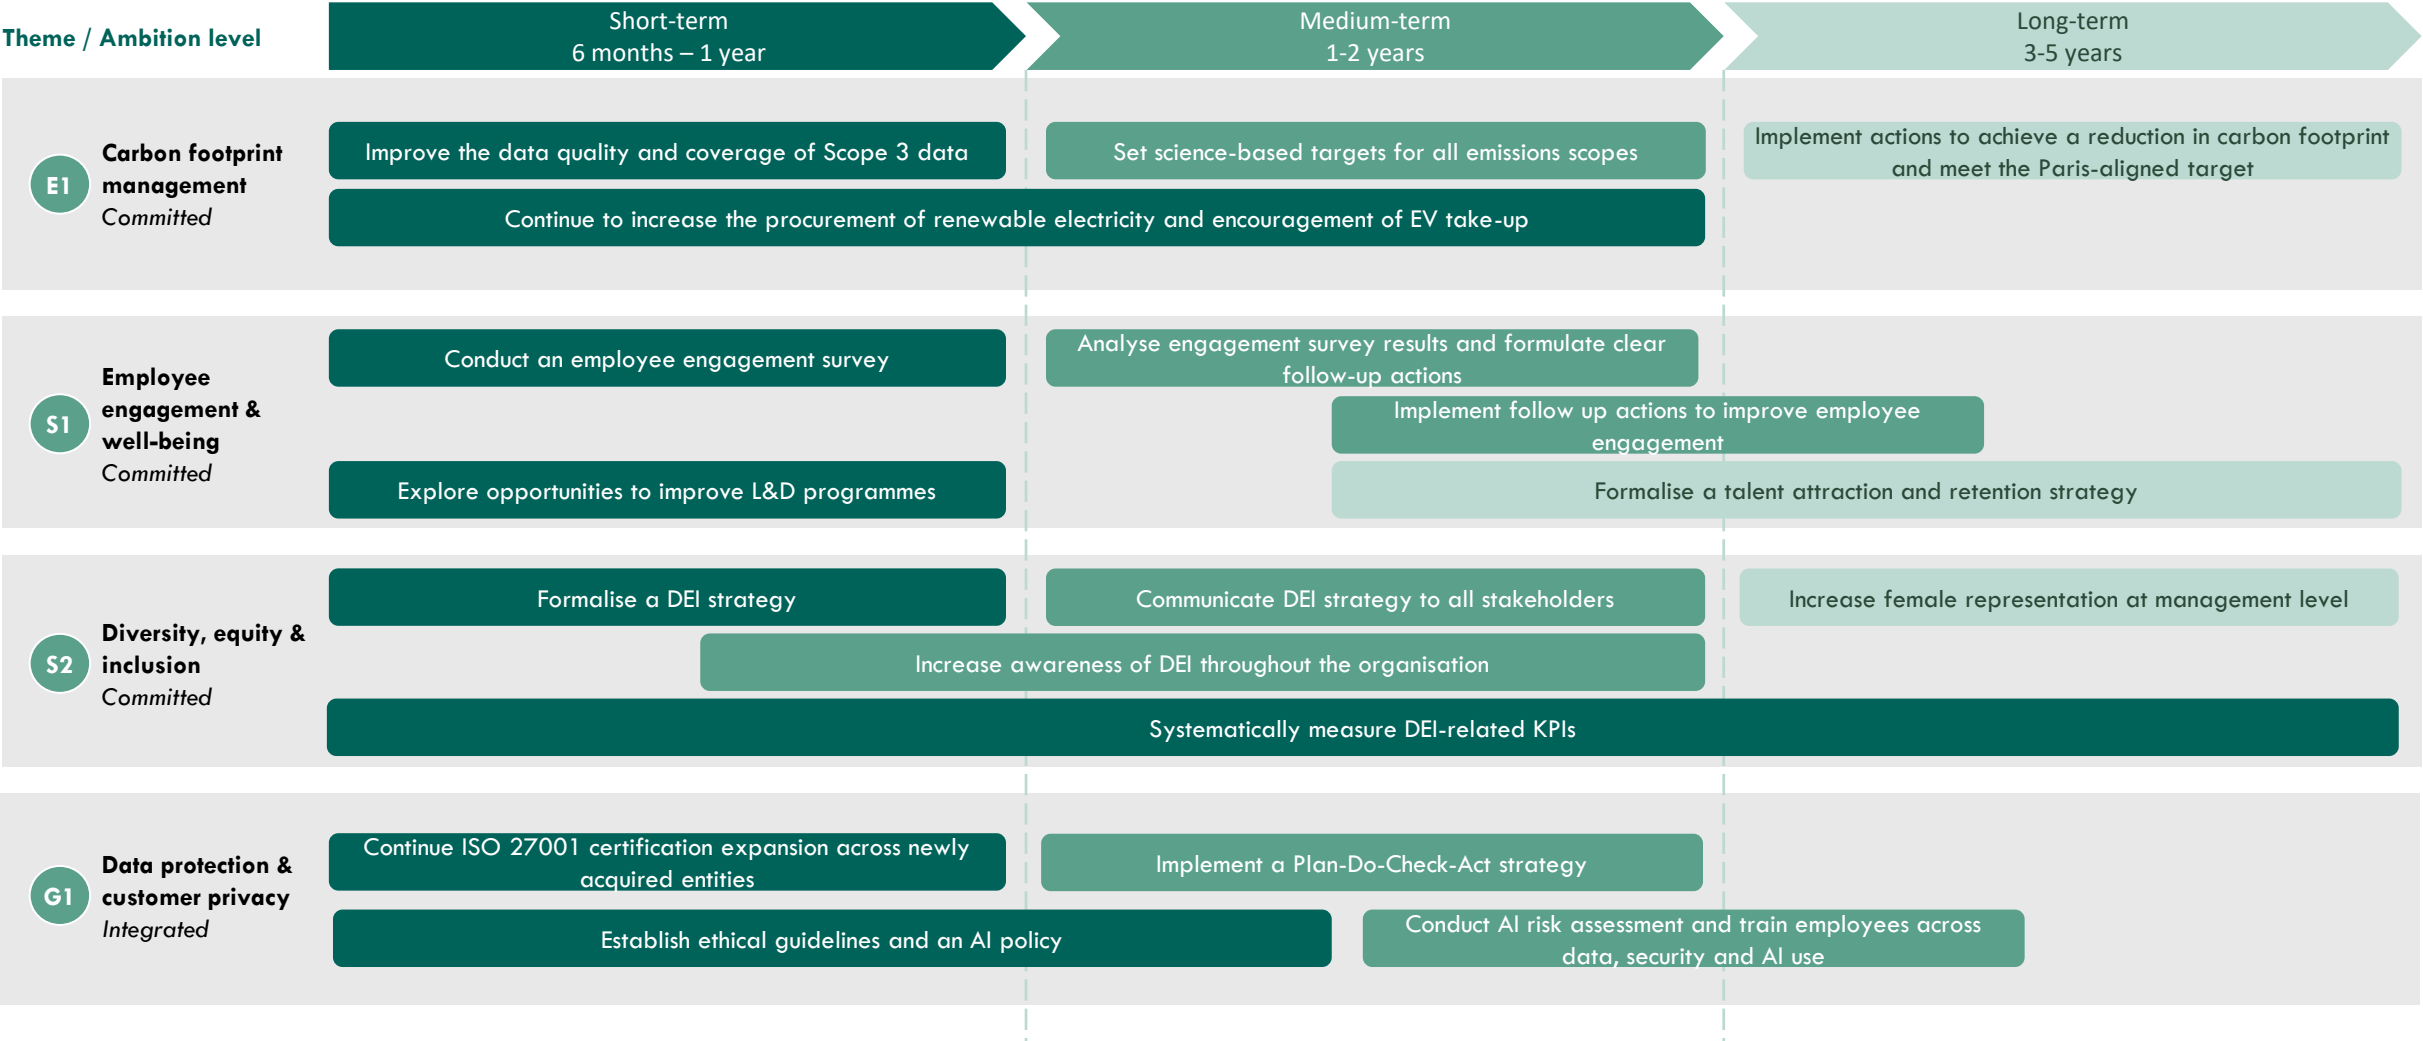 Theme / Ambition level
Short-term
6 months – 1 year
Medium-term
1-2 years
Long-term
3-5 years
E1
Carbon footprint
management
Committed
Improve the data quality and coverage of Scope 3 data
Set science-based targets for all emissions scopes
Implement actions to achieve a reduction in carbon footprint
and meet the Paris-aligned target
Continue to increase the procurement of renewable electricity and encouragement of EV take-up
S1
Employee
engagement &
well-being
Committed
Conduct an employee engagement survey
Analyse engagement survey results and formulate clear
follow-up actions
Implement follow up actions to improve employee
engagement
Explore opportunities to improve L&D programmes
Formalise a talent attraction and retention strategy
S2
Diversity, equity &
inclusion
Committed
Formalise a DEI strategy
Communicate DEI strategy to all stakeholders
Increase female representation at management level
Increase awareness of DEI throughout the organisation
Systematically measure DEI-related KPIs
G1
Data protection &
customer privacy
Integrated
Continue ISO 27001 certification expansion across newly
acquired entities
Implement a Plan-Do-Check-Act strategy
Establish ethical guidelines and an AI policy
Conduct AI risk assessment and train employees across
data, security and AI use